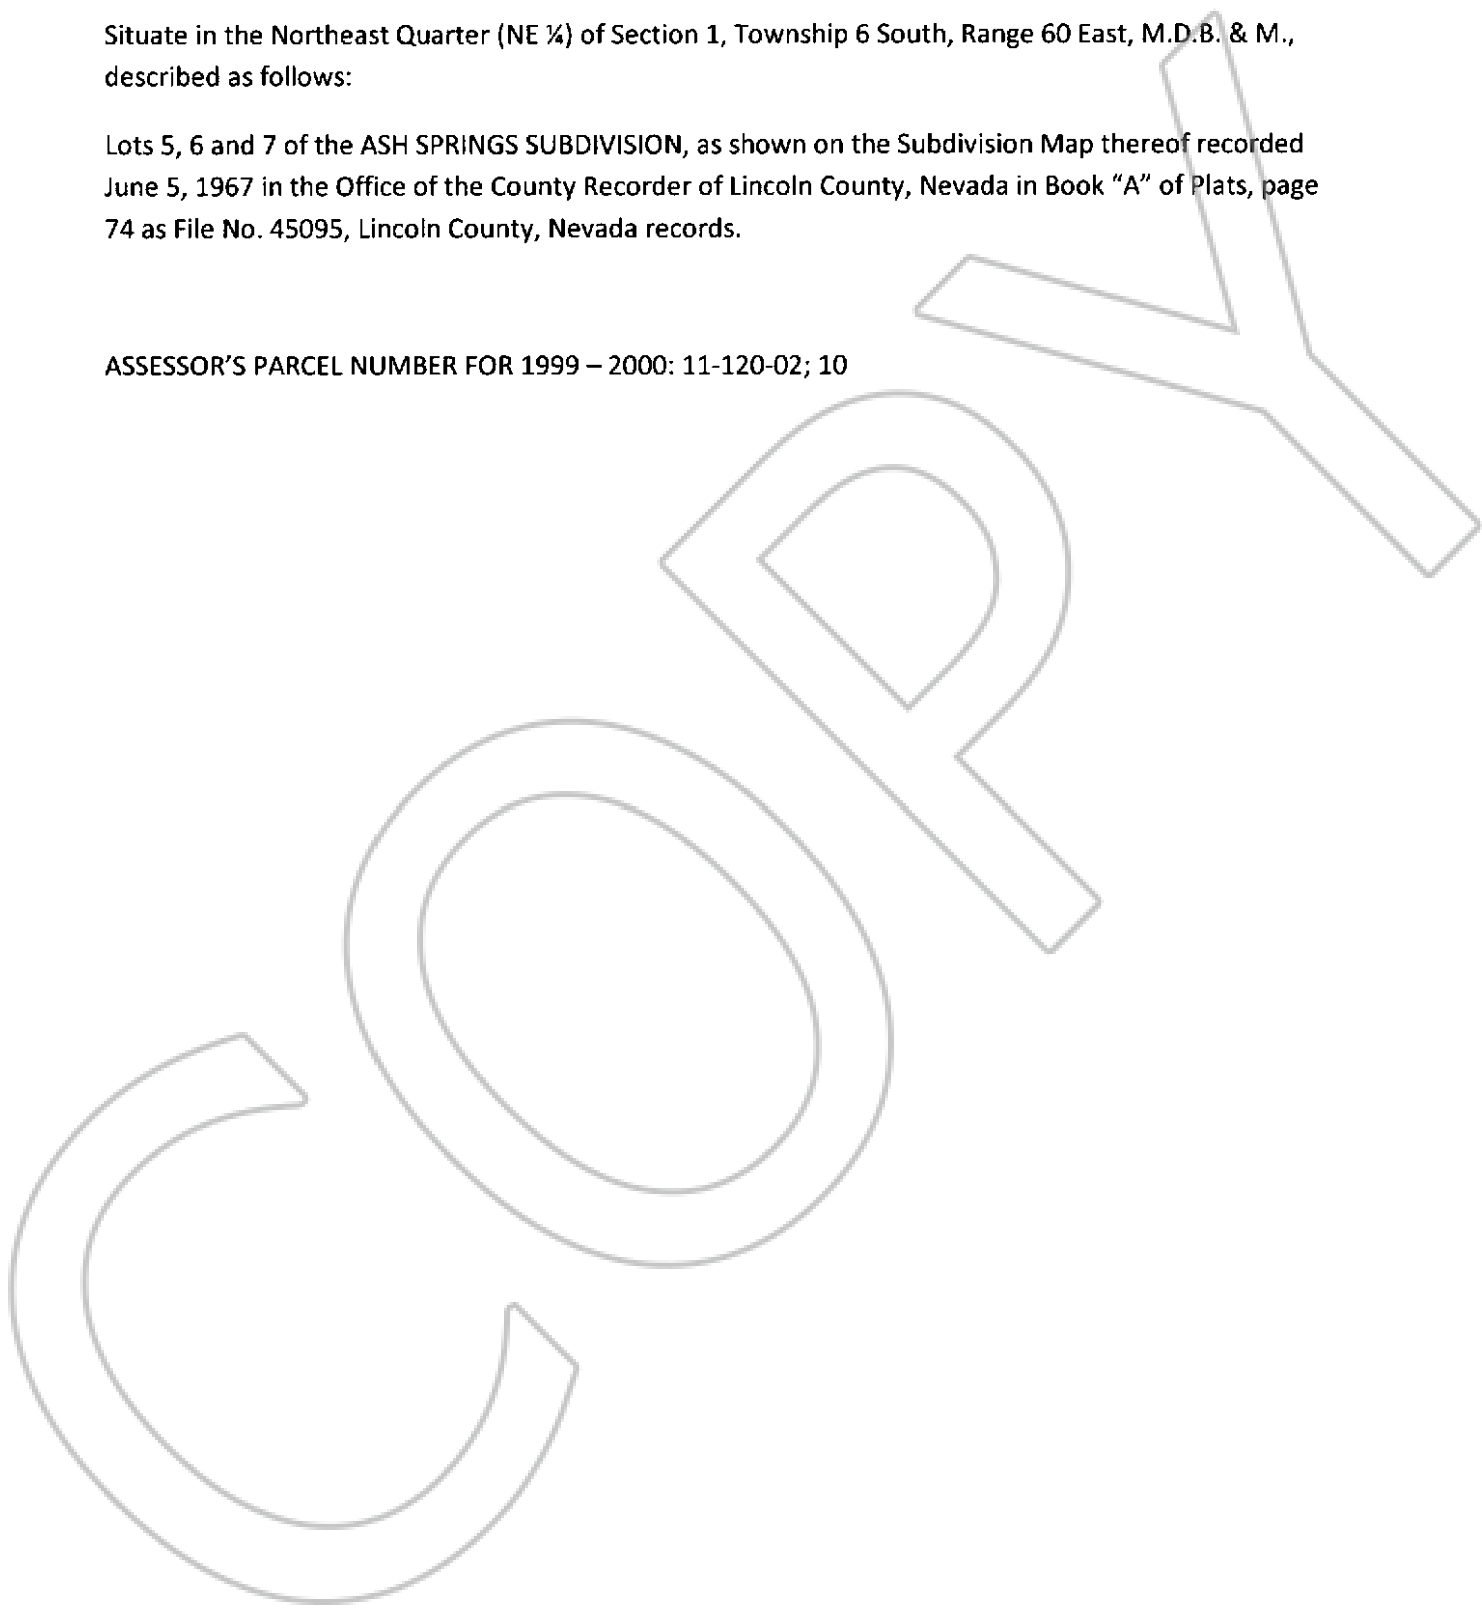 Situate in the Northeast Quarter (NE ¼) of Section 1, Township 6 South, Range 60 East, M.D.B. & M.,
described as follows:
Lots 5, 6 and 7 of the ASH SPRINGS SUBDIVISION, as shown on the Subdivision Map thereof recorded
June 5, 1967 in the Office of the County Recorder of Lincoln County, Nevada in Book “A” of Plats, page
74 as File No. 45095, Lincoln County, Nevada records.
ASSESSOR’S PARCEL NUMBER FOR 1999 – 2000: 11-120-02; 10
COPY